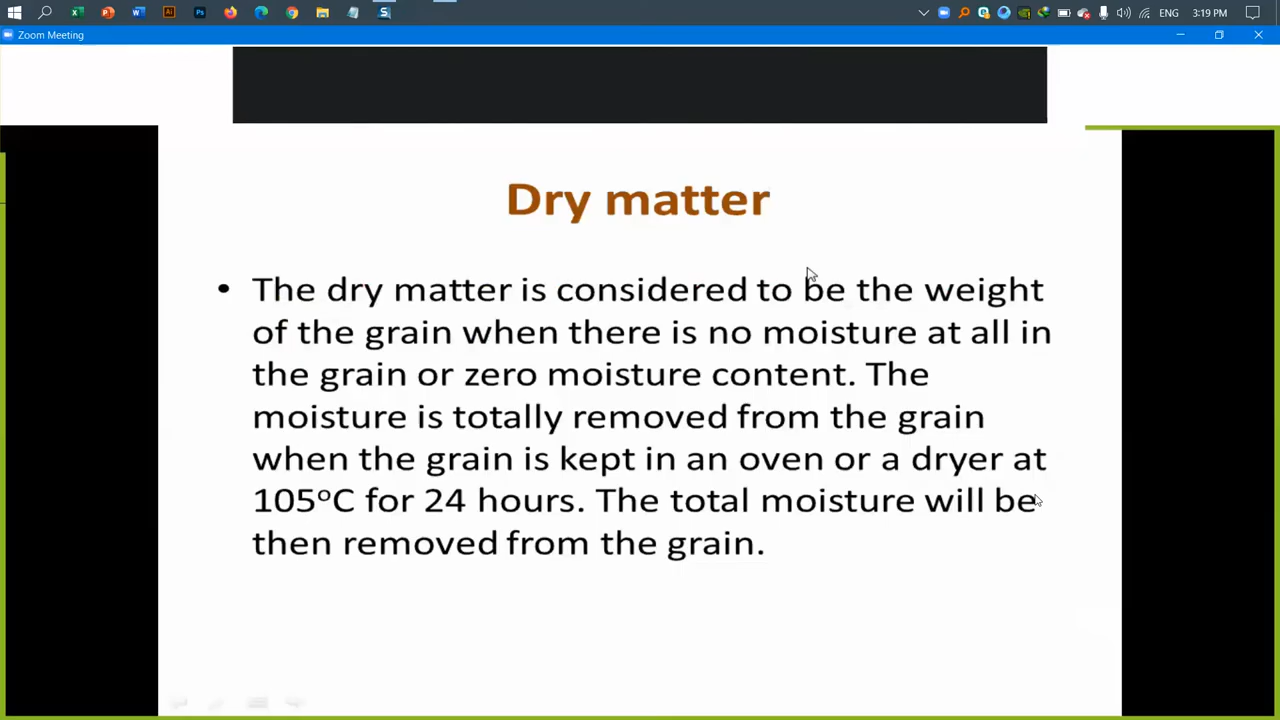 ENG 3:19 PM
Zoom Meeting
Dry matter
• The dry matter is considered to be the weight
of the grain when there is no moisture at all in
the grain or zero moisture content. The
moisture is totally removed from the grain
when the grain is kept in an oven or a dryer at
105°C for 24 hours. The total moisture will be
then removed from the grain.